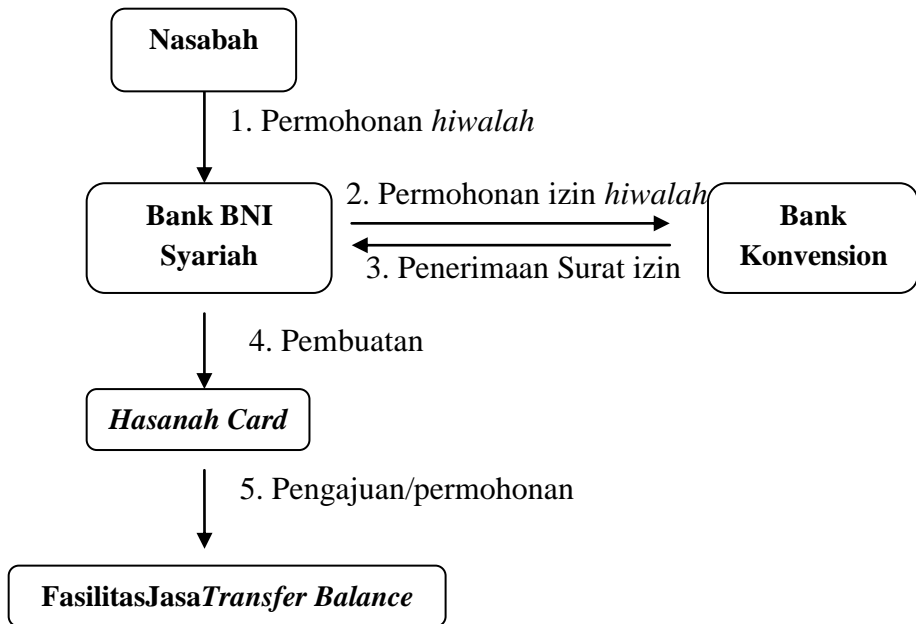 Nasabah
1. Permohonan hiwalah
Bank BNI
Syariah
2. Permohonan izin hiwalah
3. Penerimaan Surat izin
Bank
Konvension
4. Pembuatan
Hasanah Card
5. Pengajuan/permohonan
FasilitasJasaTransfer Balance